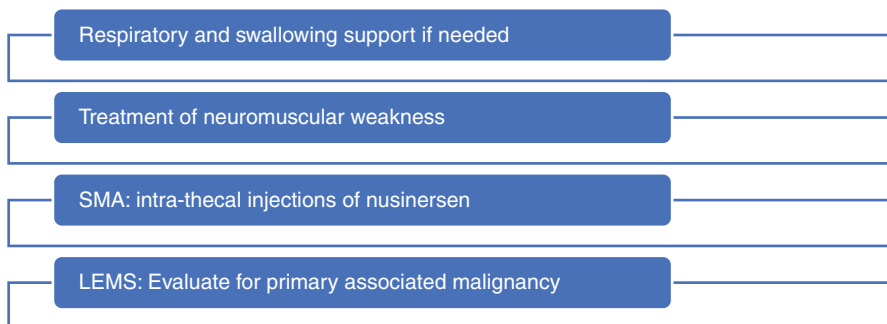 Respiratory and swallowing support if needed
Treatment of neuromuscular weakness
SMA: intra-thecal injections of nusinersen
LEMS: Evaluate for primary associated malignancy